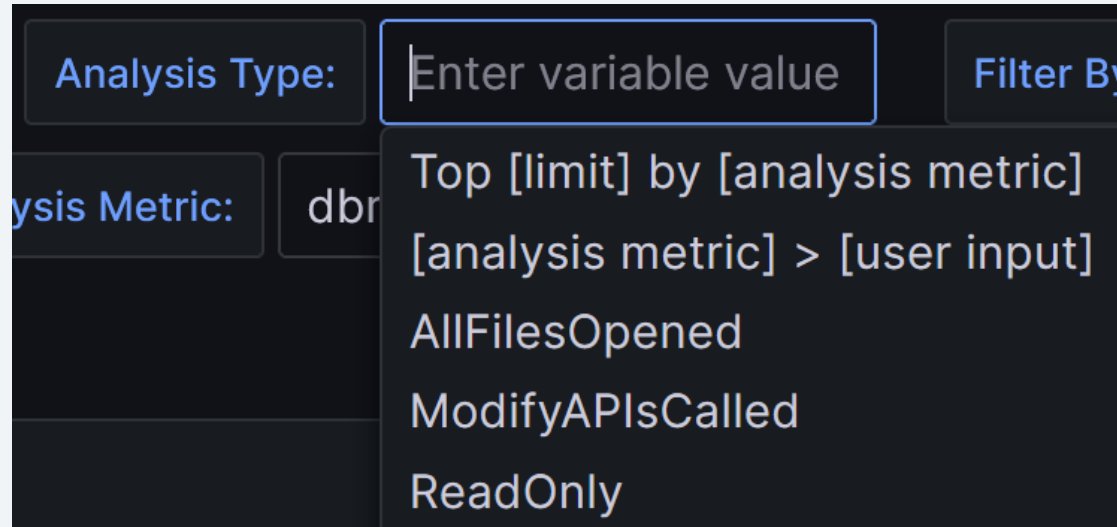 Analysis Type: Enter variable value Filter By
Top [limit] by [analysis metric]
ysis Metric: dbr
[analysis metric] > [user input]
AllFilesOpened
ModifyAPIsCalled
ReadOnly